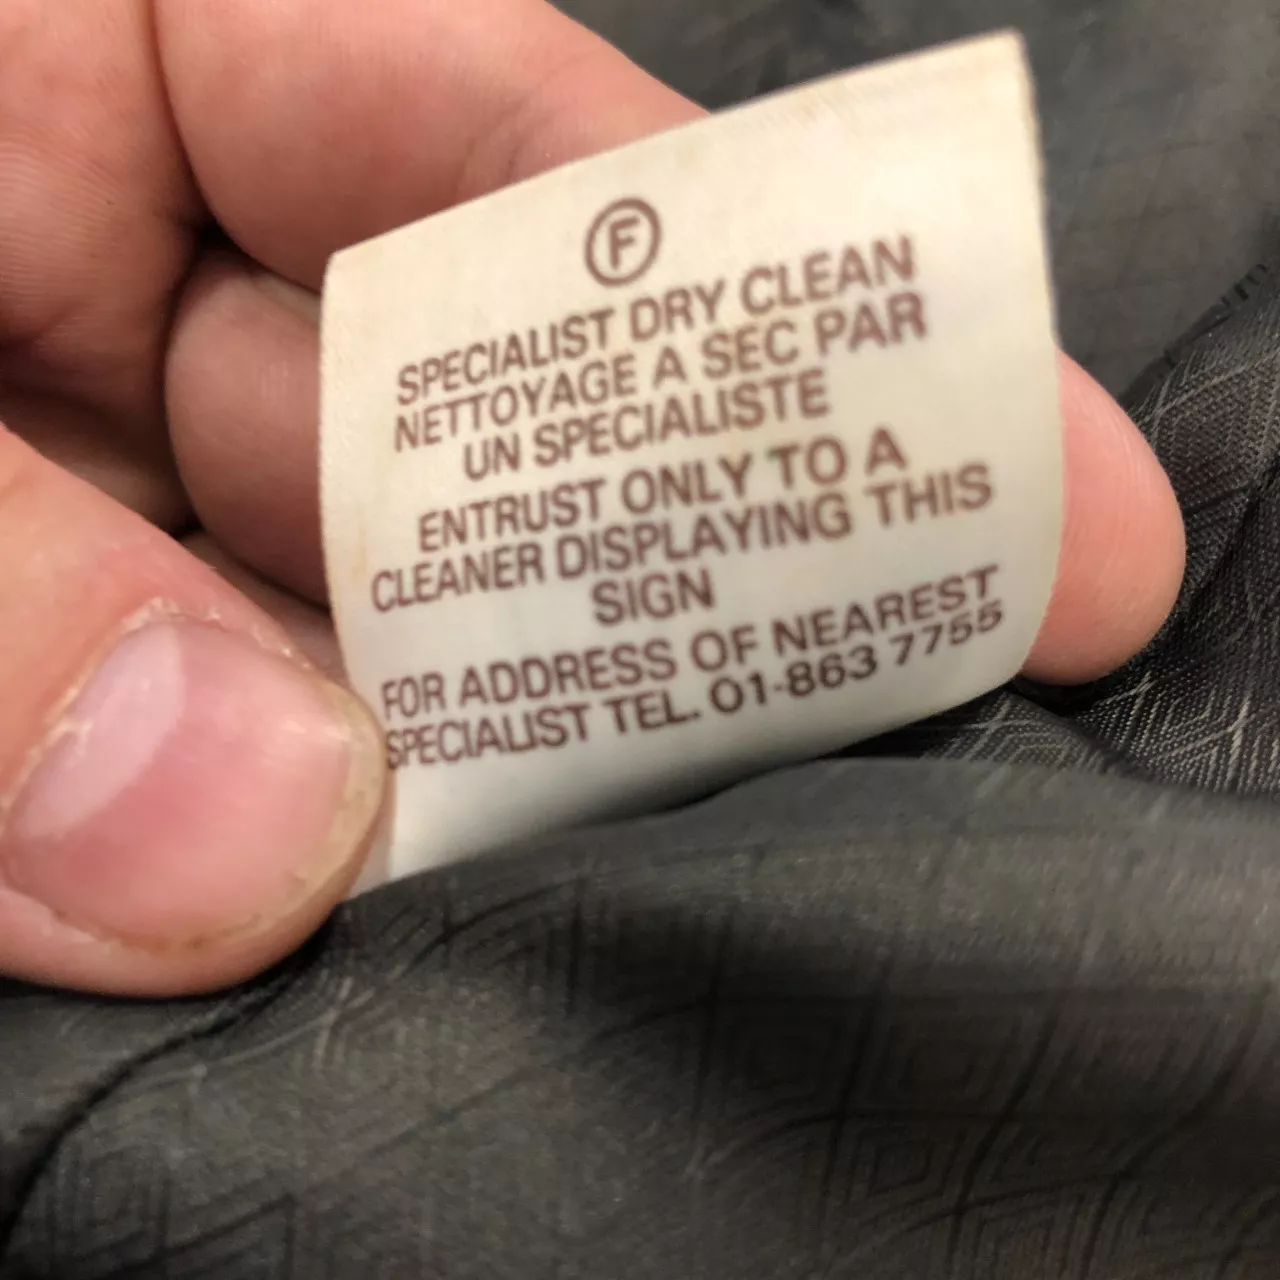 F
SPECIALIST DRY CLEAN
NETTOYAGE A SEC PAR
UN SPECIALISTE
ENTRUST ONLY TO A
CLEANER DISPLAYING THIS
SIGN
FOR ADDRESS OF NEAREST
SPECIALIST TEL. 01-863 7755